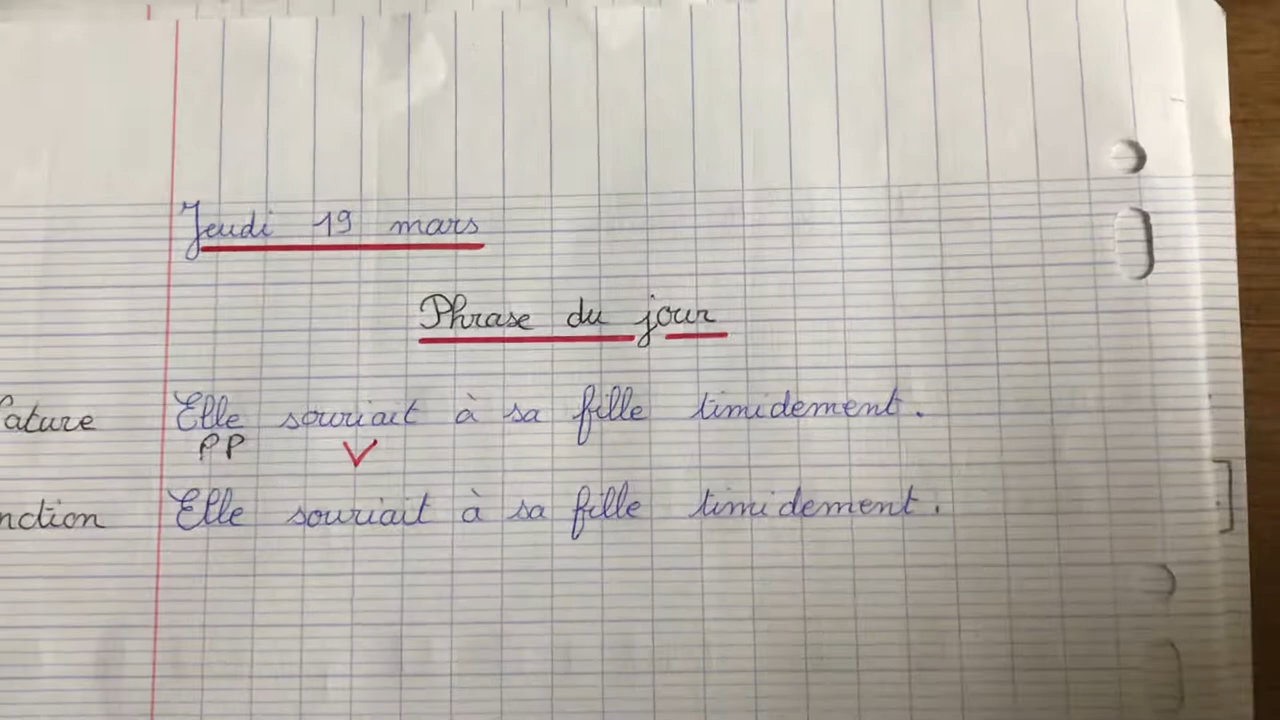 Jeudi 19 mars
Phrase du jour
ature Elle souriait à sa fille timidement.
PP V
nction Elle souriait à sa fille timidement.